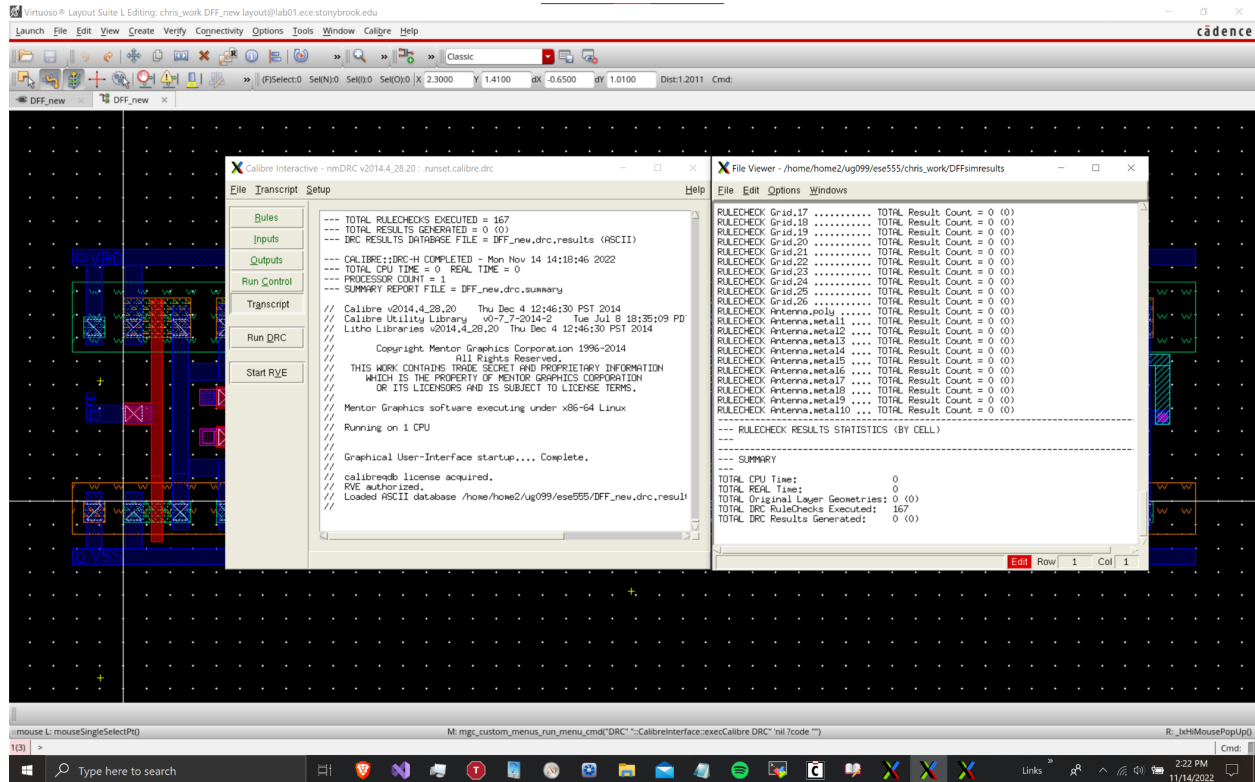 Virtuoso® Layout Suite L Editing: chris_work DFF_new layout@lab01.ece.stonybrook.edu
Launch File Edit View Create Verify Connectivity Options Tools Window Calibre Help
cādence
» » » Classic
» (F)Select:0 Sel(N):0 Sel(I):0 Sel(O):0 X 2.3000 Y 1.4100 dX -0.6500 dY 1.0100 Dist:1.2011 Cmd:
DFF_new DFF_new
Calibre Interactive - nmDRC v2014.4_28.20 : .runset.calibre.drc
File Transcript Setup Help
Rules
Inputs
Outputs
Run Control
Transcript
Run DRC
Start RVE
--- TOTAL RULECHECKS EXECUTED = 167
--- TOTAL RESULTS GENERATED = 0 (0)
--- DRC RESULTS DATABASE FILE = DFF_new.drc.results (ASCII)
--- CALIBRE::DRC-H COMPLETED - Mon Nov 14 14:18:46 2022
--- TOTAL CPU TIME = 0 REAL TIME = 0
--- PROCESSOR COUNT = 1
--- SUMMARY REPORT FILE = DFF_new.drc.summary
// Calibre v2014.4_28.20 Thu Dec 4 12:46:30 PST 2014
// Calibre Utility Library v0-7_7-2014-2 Tue Jul 8 18:35:09 PD
// Litho Libraries v2014.4_28.20 Thu Dec 4 12:46:30 PST 2014
//
// Copyright Mentor Graphics Corporation 1996-2014
// All Rights Reserved.
// THIS WORK CONTAINS TRADE SECRET AND PROPRIETARY INFORMATION
// WHICH IS THE PROPERTY OF MENTOR GRAPHICS CORPORATION
// OR ITS LICENSORS AND IS SUBJECT TO LICENSE TERMS.
//
// Mentor Graphics software executing under x86-64 Linux
//
// Running on 1 CPU
//
//
// Graphical User-Interface startup.... Complete.
//
// calibreqdb license acquired.
// RVE authorized.
// Loaded ASCII database /home/home2/ug099/ese555/DFF_new.drc.resul
//
File Viewer - /home/home2/ug099/ese555/chris_work/DFFsimresults
File Edit Options Windows
RULECHECK Grid.17 ........... TOTAL Result Count = 0 (0)
RULECHECK Grid.18 ........... TOTAL Result Count = 0 (0)
RULECHECK Grid.19 ........... TOTAL Result Count = 0 (0)
RULECHECK Grid.20 ........... TOTAL Result Count = 0 (0)
RULECHECK Grid.21 ........... TOTAL Result Count = 0 (0)
RULECHECK Grid.22 ........... TOTAL Result Count = 0 (0)
RULECHECK Grid.23 ........... TOTAL Result Count = 0 (0)
RULECHECK Grid.24 ........... TOTAL Result Count = 0 (0)
RULECHECK Grid.25 ........... TOTAL Result Count = 0 (0)
RULECHECK Grid.26 ........... TOTAL Result Count = 0 (0)
RULECHECK Antenna.poly ...... TOTAL Result Count = 0 (0)
RULECHECK Antenna.metal1 .... TOTAL Result Count = 0 (0)
RULECHECK Antenna.metal2 .... TOTAL Result Count = 0 (0)
RULECHECK Antenna.metal3 .... TOTAL Result Count = 0 (0)
RULECHECK Antenna.metal4 .... TOTAL Result Count = 0 (0)
RULECHECK Antenna.metal5 .... TOTAL Result Count = 0 (0)
RULECHECK Antenna.metal6 .... TOTAL Result Count = 0 (0)
RULECHECK Antenna.metal7 .... TOTAL Result Count = 0 (0)
RULECHECK Antenna.metal8 .... TOTAL Result Count = 0 (0)
RULECHECK Antenna.metal9 .... TOTAL Result Count = 0 (0)
RULECHECK Antenna.metal10 ... TOTAL Result Count = 0 (0)
--- RULECHECK RESULTS STATISTICS (BY CELL)
---
--- SUMMARY
---
TOTAL CPU Time: 0
TOTAL REAL Time: 0
TOTAL Original Layer Geometries: 0 (0)
TOTAL DRC RuleChecks Executed: 167
TOTAL DRC Results Generated: 0 (0)
Edit Row 1 Col 1
VSS
mouse L: mouseSingleSelectPt() M: mgc_custom_menus_run_menu_cmd("DRC" "::CalibreInterface::execCalibre DRC" 'nil ?code "") R: _lxHiMousePopUp()
1(3) > Cmd:
Type here to search
Links » 2:22 PM
11/14/2022